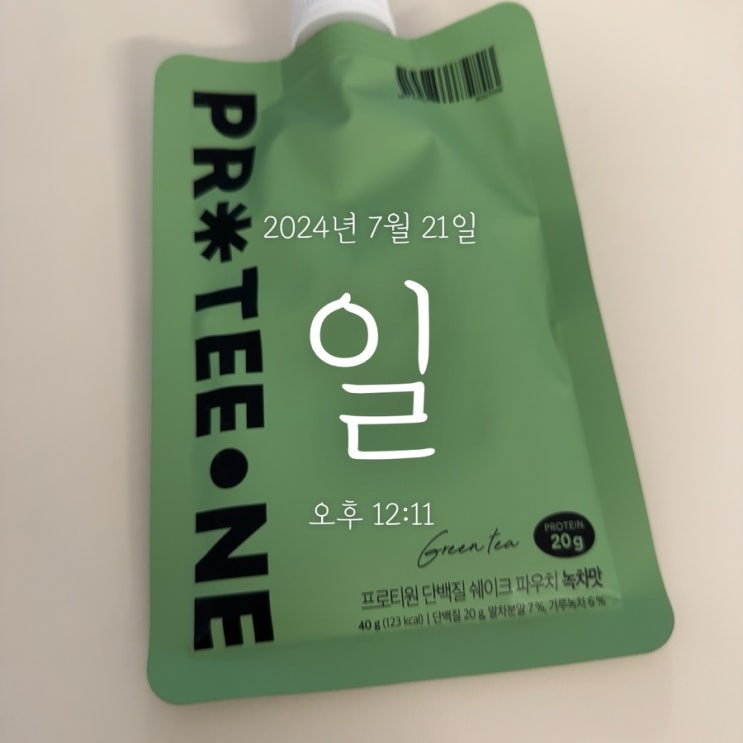 PR*TEE•NE
2024년 7월 21일
일
오후 12:11
Green tea
PROTEIN
20g
프로티원 단백질 쉐이크 파우치 녹차맛
40 g (123 kcal) | 단백질 20 g, 말차분말 7 %, 가루녹차 6 %